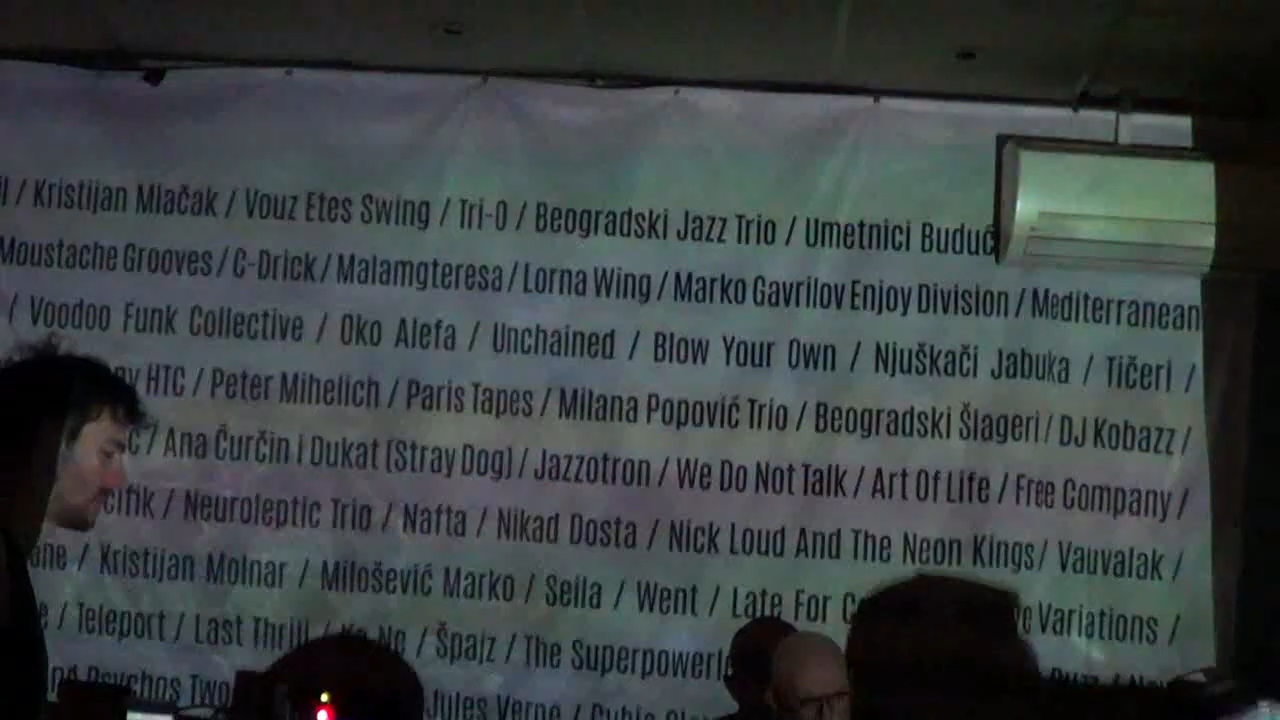 / Kristijan Mlačak / Vouz Etes Swing / Tri-O / Beogradski Jazz Trio / Umetnici
Moustache Grooves / C-Drick / Malamgteresa / Lorna Wing / Marko Gavrilov Enjoy Division / Mediterranean
/ Voodoo Funk Collective / Oko Alefa / Unchained / Blow Your Own / Njuškači Jabuka / Tičeri /
HTC / Peter Mihelich / Paris Tapes / Milana Popović Trio / Beogradski Šlageri / DJ Kobazz /
/ Ana Ćurčin i Dukat (Stray Dog) / Jazzotron / We Do Not Talk / Art Of Life / Free Company /
/ Neuroleptic Trio / Nafta / Nikad Dosta / Nick Loud And The Neon Kings/ Vauvalak /
/ Kristijan Molnar / Milošević Marko / Seila / Went / Late For Variations /
/ Teleport / Last Thrill / Ne / Špajz / The
Psychos Two Jules Verne /